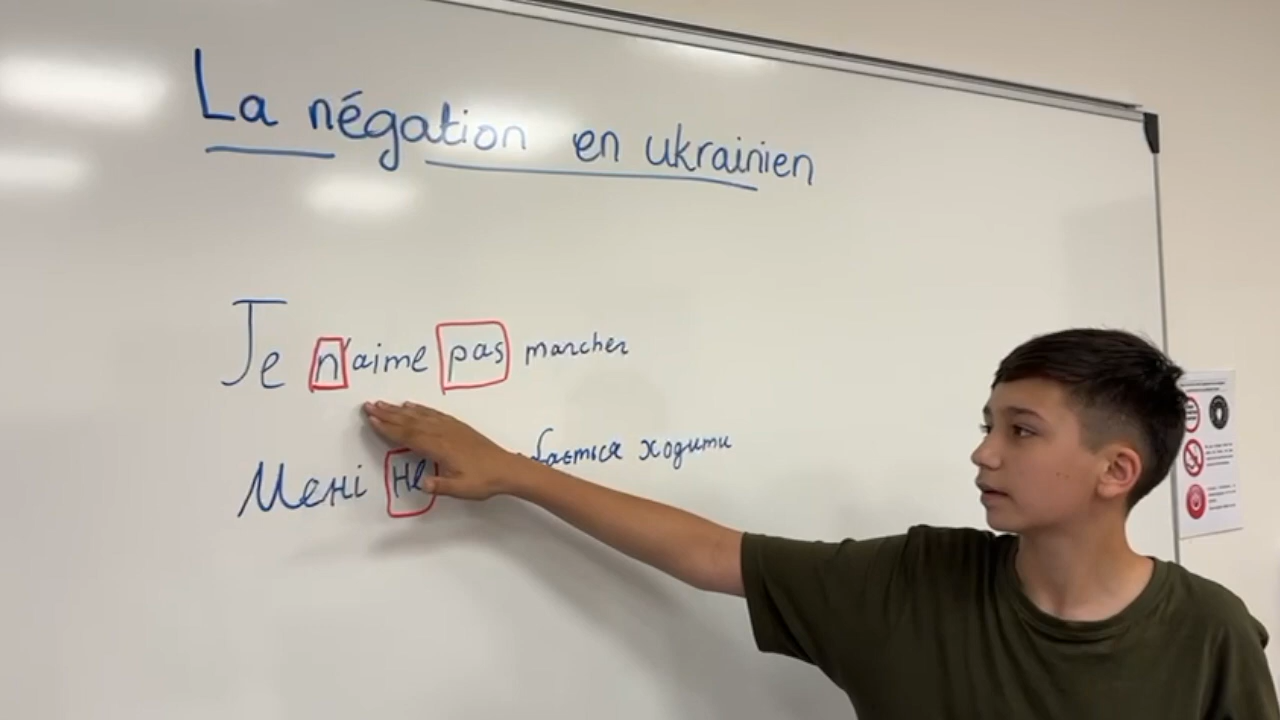 La négation en ukrainien
Je n'aime pas marcher
Мені не ходити